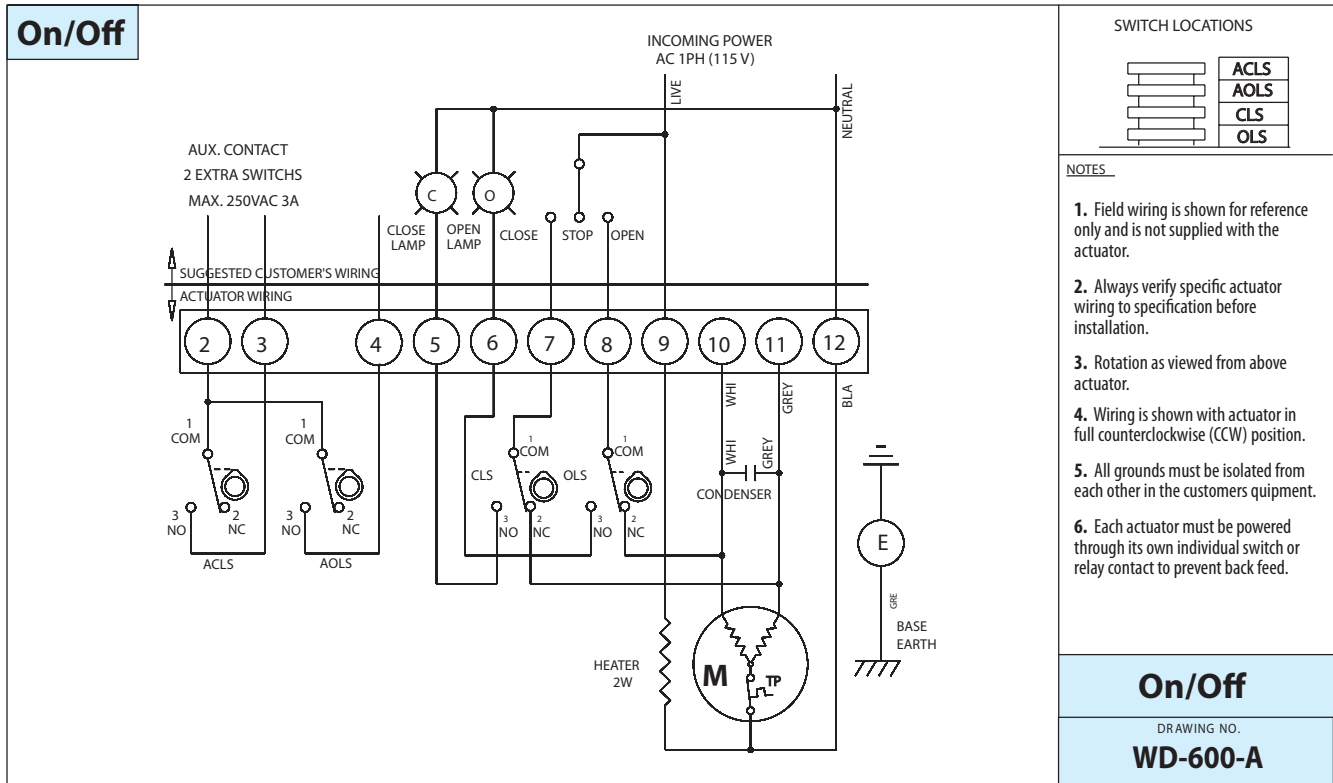 On/Off
INCOMING POWER
AC 1PH (115 V)
LIVE
NEUTRAL
AUX. CONTACT
2 EXTRA SWITCHS
MAX. 250VAC 3A
C
O
CLOSE
LAMP
OPEN
LAMP
CLOSE
STOP
OPEN
SUGGESTED CUSTOMER'S WIRING
ACTUATOR WIRING
2
3
4
5
6
7
8
9
10
11
12
WHI
GREY
BLA
1
COM
1
COM
1
COM
1
COM
WHI
GREY
CLS
OLS
CONDENSER
3
NO
2
NC
3
NO
2
NC
3
NO
2
NC
3
NO
2
NC
ACLS
AOLS
E
GRE
BASE
EARTH
HEATER
2W
M
TP
SWITCH LOCATIONS
ACLS
AOLS
CLS
OLS
NOTES
1. Field wiring is shown for reference
only and is not supplied with the
actuator.
2. Always verify specific actuator
wiring to specification before
installation.
3. Rotation as viewed from above
actuator.
4. Wiring is shown with actuator in
full counterclockwise (CCW) position.
5. All grounds must be isolated from
each other in the customers quipment.
6. Each actuator must be powered
through its own individual switch or
relay contact to prevent back feed.
On/Off
DRAWING NO.
WD-600-A